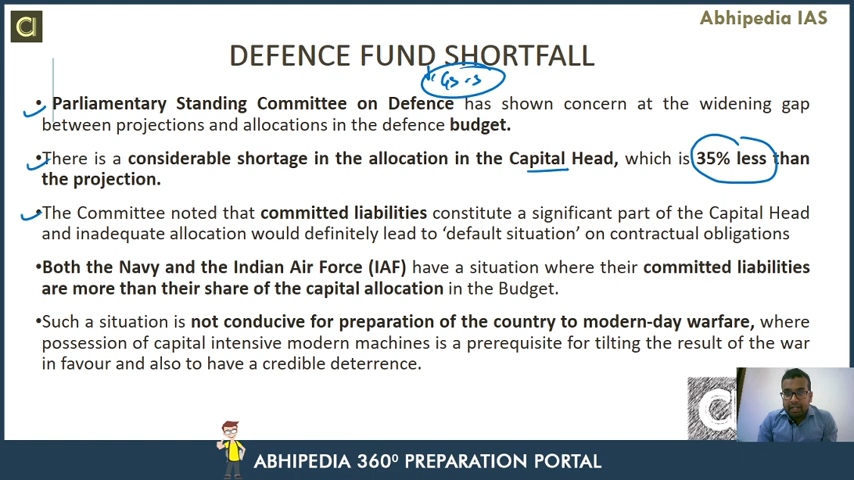 Abhipedia IAS
DEFENCE FUND SHORTFALL
GS-3
• Parliamentary Standing Committee on Defence has shown concern at the widening gap
between projections and allocations in the defence budget.
•There is a considerable shortage in the allocation in the Capital Head, which is 35% less than
the projection.
•The Committee noted that committed liabilities constitute a significant part of the Capital Head
and inadequate allocation would definitely lead to ‘default situation’ on contractual obligations
•Both the Navy and the Indian Air Force (IAF) have a situation where their committed liabilities
are more than their share of the capital allocation in the Budget.
•Such a situation is not conducive for preparation of the country to modern-day warfare, where
possession of capital intensive modern machines is a prerequisite for tilting the result of the war
in favour and also to have a credible deterrence.
ABHIPEDIA 360⁰ PREPARATION PORTAL